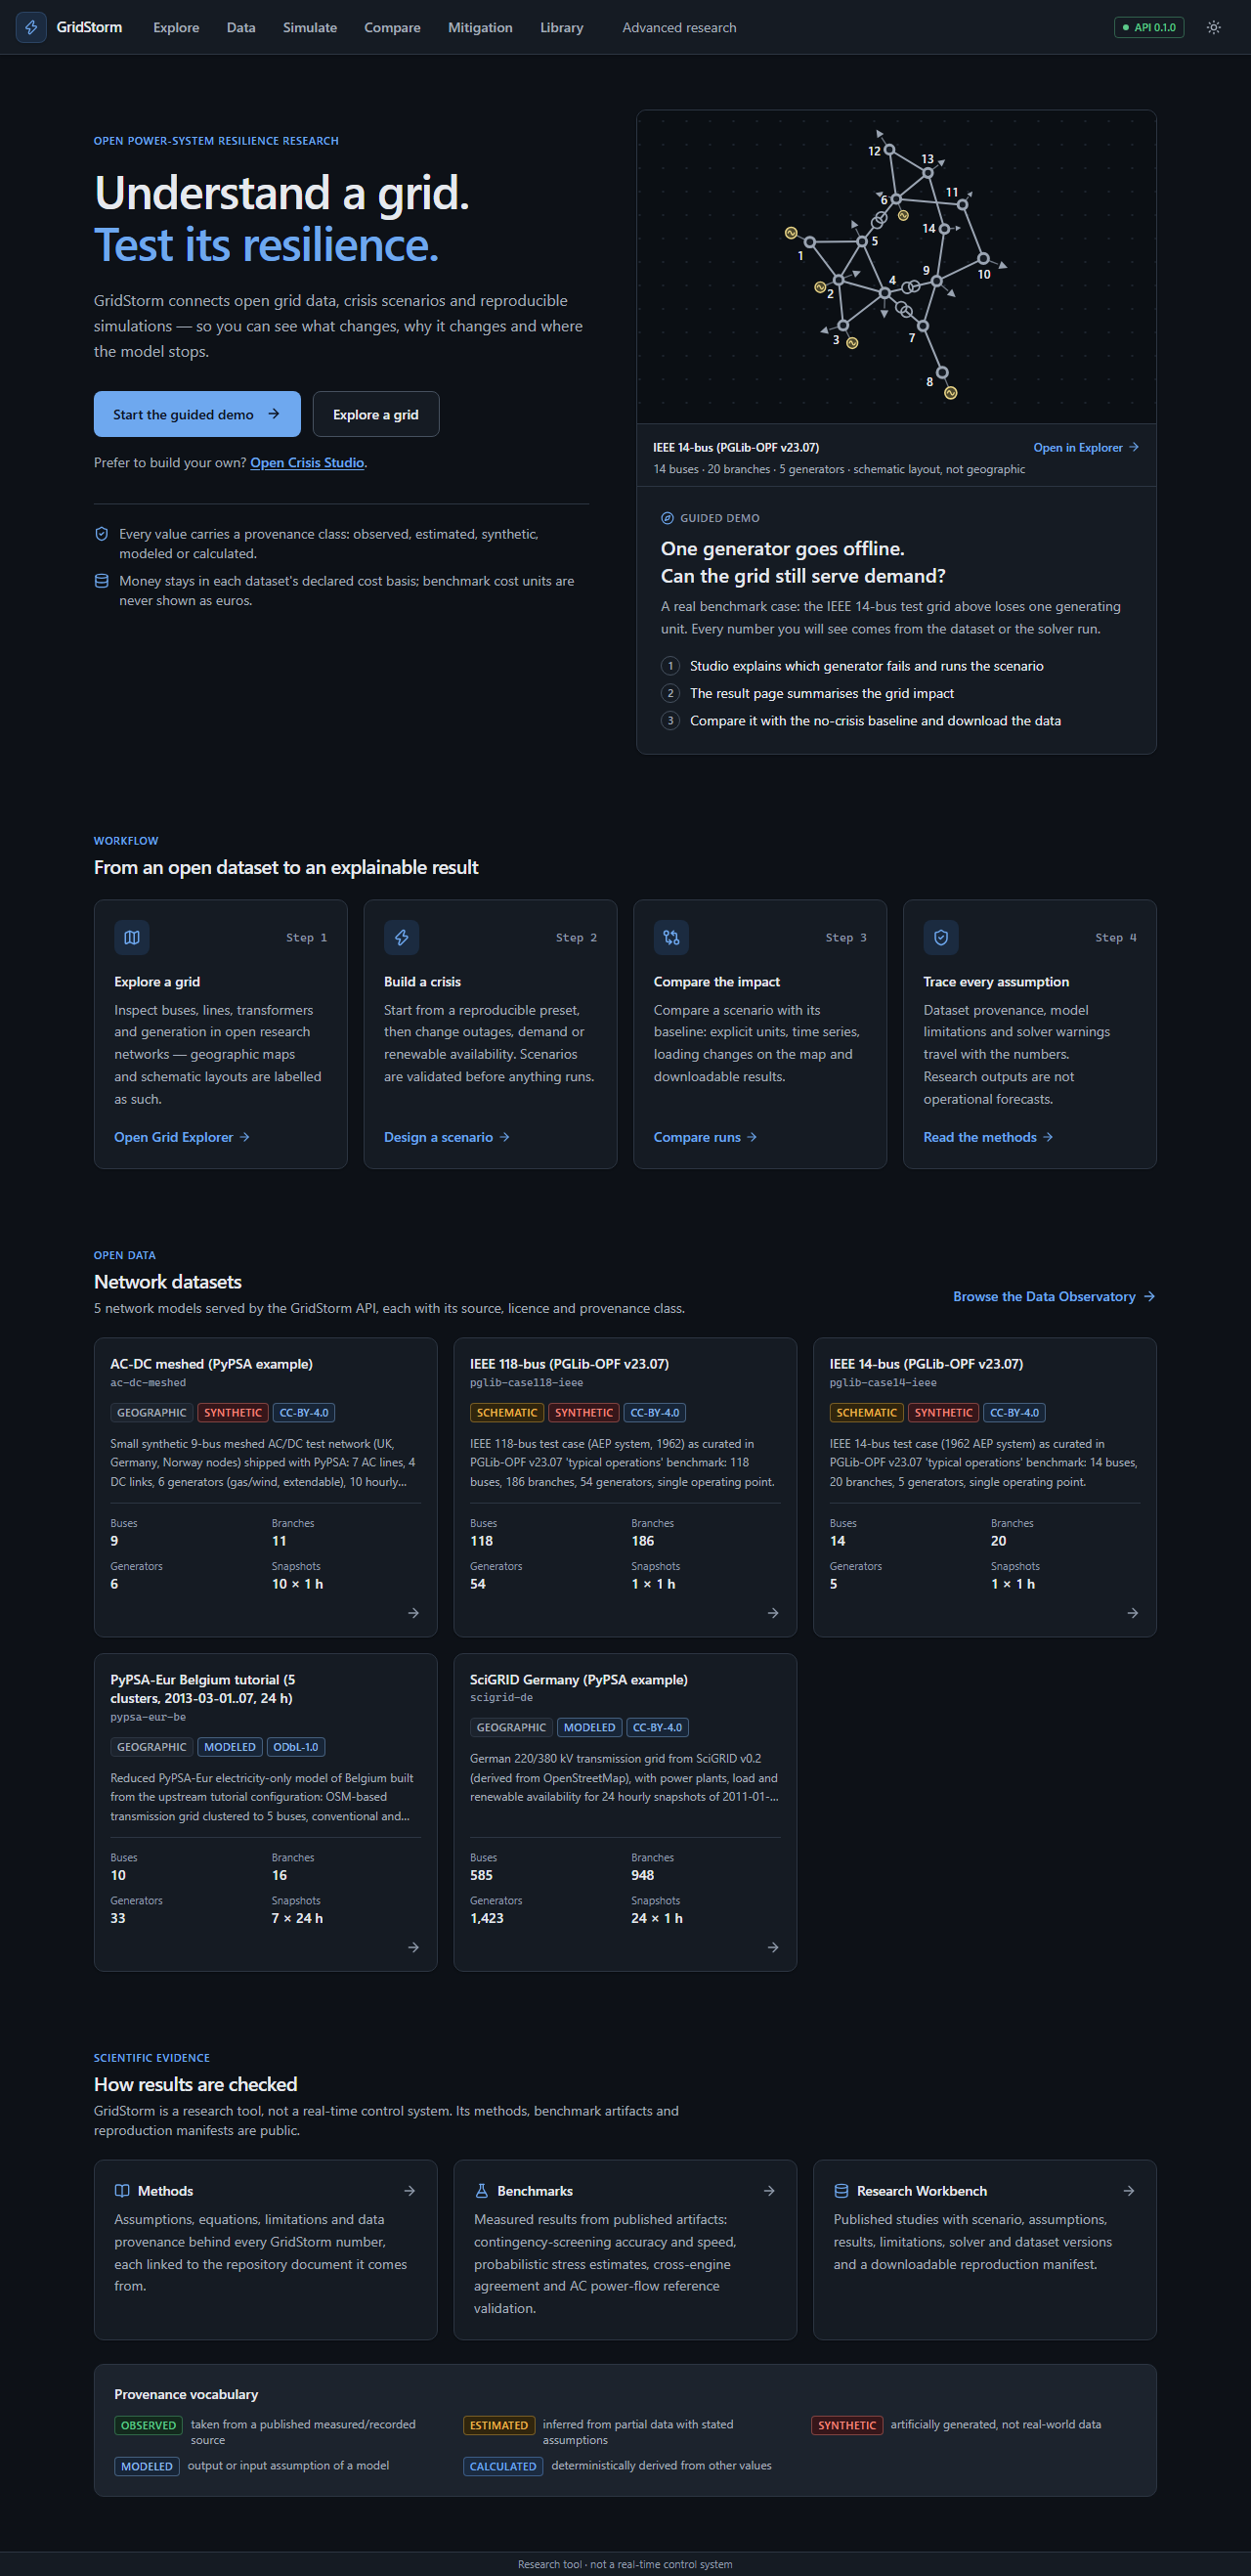 GridStorm Explore Data Simulate Compare Mitigation Library Advanced research API 0.1.0
OPEN POWER-SYSTEM RESILIENCE RESEARCH
Understand a grid.
Test its resilience.
GridStorm connects open grid data, crisis scenarios and reproducible
simulations — so you can see what changes, why it changes and where
the model stops.
Start the guided demo → Explore a grid
Prefer to build your own? Open Crisis Studio.
Every value carries a provenance class: observed, estimated, synthetic,
modeled or calculated.
Money stays in each dataset's declared cost basis; benchmark cost units are
never shown as euros.
12
13
6
11
14
5
1
10
9
4
2
3
7
8
IEEE 14-bus (PGLib-OPF v23.07) Open in Explorer →
14 buses · 20 branches · 5 generators · schematic layout, not geographic
GUIDED DEMO
One generator goes offline.
Can the grid still serve demand?
A real benchmark case: the IEEE 14-bus test grid above loses one generating
unit. Every number you will see comes from the dataset or the solver run.
1 Studio explains which generator fails and runs the scenario
2 The result page summarises the grid impact
3 Compare it with the no-crisis baseline and download the data
WORKFLOW
From an open dataset to an explainable result
Step 1
Explore a grid
Inspect buses, lines, transformers
and generation in open research
networks — geographic maps
and schematic layouts are labelled
as such.
Open Grid Explorer →
Step 2
Build a crisis
Start from a reproducible preset,
then change outages, demand or
renewable availability. Scenarios
are validated before anything runs.
Design a scenario →
Step 3
Compare the impact
Compare a scenario with its
baseline: explicit units, time series,
loading changes on the map and
downloadable results.
Compare runs →
Step 4
Trace every assumption
Dataset provenance, model
limitations and solver warnings
travel with the numbers.
Research outputs are not
operational forecasts.
Read the methods →
OPEN DATA
Network datasets
5 network models served by the GridStorm API, each with its source, licence and provenance class.
Browse the Data Observatory →
AC-DC meshed (PyPSA example)
ac-dc-meshed
GEOGRAPHIC SYNTHETIC CC-BY-4.0
Small synthetic 9-bus meshed AC/DC test network (UK,
Germany, Norway nodes) shipped with PyPSA: 7 AC lines, 4
DC links, 6 generators (gas/wind, extendable), 10 hourly...
Buses Branches
9 11
Generators Snapshots
6 10 × 1 h
→
IEEE 118-bus (PGLib-OPF v23.07)
pglib-case118-ieee
SCHEMATIC SYNTHETIC CC-BY-4.0
IEEE 118-bus test case (AEP system, 1962) as curated in
PGLib-OPF v23.07 'typical operations' benchmark: 118
buses, 186 branches, 54 generators, single operating point.
Buses Branches
118 186
Generators Snapshots
54 1 × 1 h
→
IEEE 14-bus (PGLib-OPF v23.07)
pglib-case14-ieee
SCHEMATIC SYNTHETIC CC-BY-4.0
IEEE 14-bus test case (1962 AEP system) as curated in
PGLib-OPF v23.07 'typical operations' benchmark: 14 buses,
20 branches, 5 generators, single operating point.
Buses Branches
14 20
Generators Snapshots
5 1 × 1 h
→
PyPSA-Eur Belgium tutorial (5
clusters, 2013-03-01..07, 24 h)
pypsa-eur-be
GEOGRAPHIC MODELED ODbL-1.0
Reduced PyPSA-Eur electricity-only model of Belgium built
from the upstream tutorial configuration: OSM-based
transmission grid clustered to 5 buses, conventional and...
Buses Branches
10 16
Generators Snapshots
33 7 × 24 h
→
SciGRID Germany (PyPSA example)
scigrid-de
GEOGRAPHIC MODELED CC-BY-4.0
German 220/380 kV transmission grid from SciGRID v0.2
(derived from OpenStreetMap), with power plants, load and
renewable availability for 24 hourly snapshots of 2011-01-...
Buses Branches
585 948
Generators Snapshots
1,423 24 × 1 h
→
SCIENTIFIC EVIDENCE
How results are checked
GridStorm is a research tool, not a real-time control system. Its methods, benchmark artifacts and
reproduction manifests are public.
Methods →
Assumptions, equations, limitations and data
provenance behind every GridStorm number,
each linked to the repository document it comes
from.
Benchmarks →
Measured results from published artifacts:
contingency-screening accuracy and speed,
probabilistic stress estimates, cross-engine
agreement and AC power-flow reference
validation.
Research Workbench →
Published studies with scenario, assumptions,
results, limitations, solver and dataset versions
and a downloadable reproduction manifest.
Provenance vocabulary
OBSERVED taken from a published measured/recorded
source
ESTIMATED inferred from partial data with stated
assumptions
SYNTHETIC artificially generated, not real-world data
MODELED output or input assumption of a model
CALCULATED deterministically derived from other values
Research tool · not a real-time control system